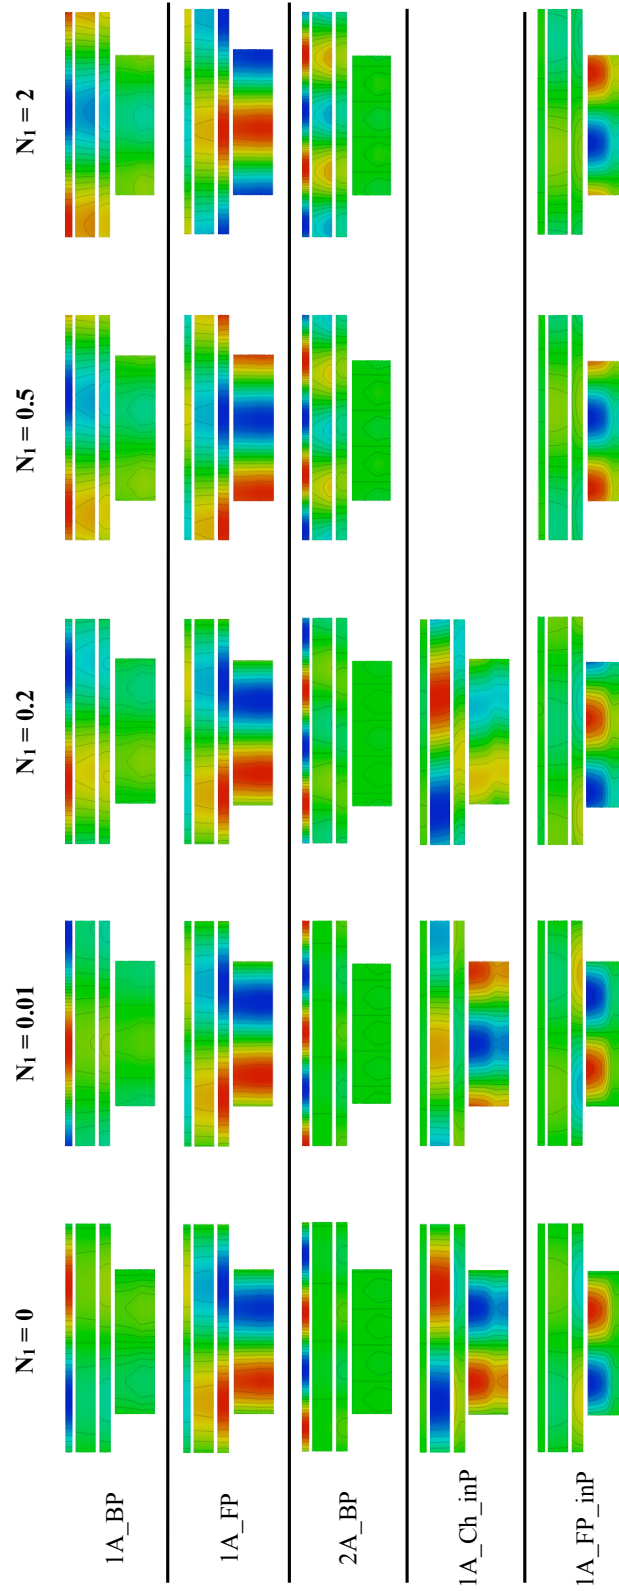 N₁ = 0 N₁ = 0.01 N₁ = 0.2 N₁ = 0.5 N₁ = 2
1A_BP
1A_FP
2A_BP
1A_Ch_inP
1A_FP_inP